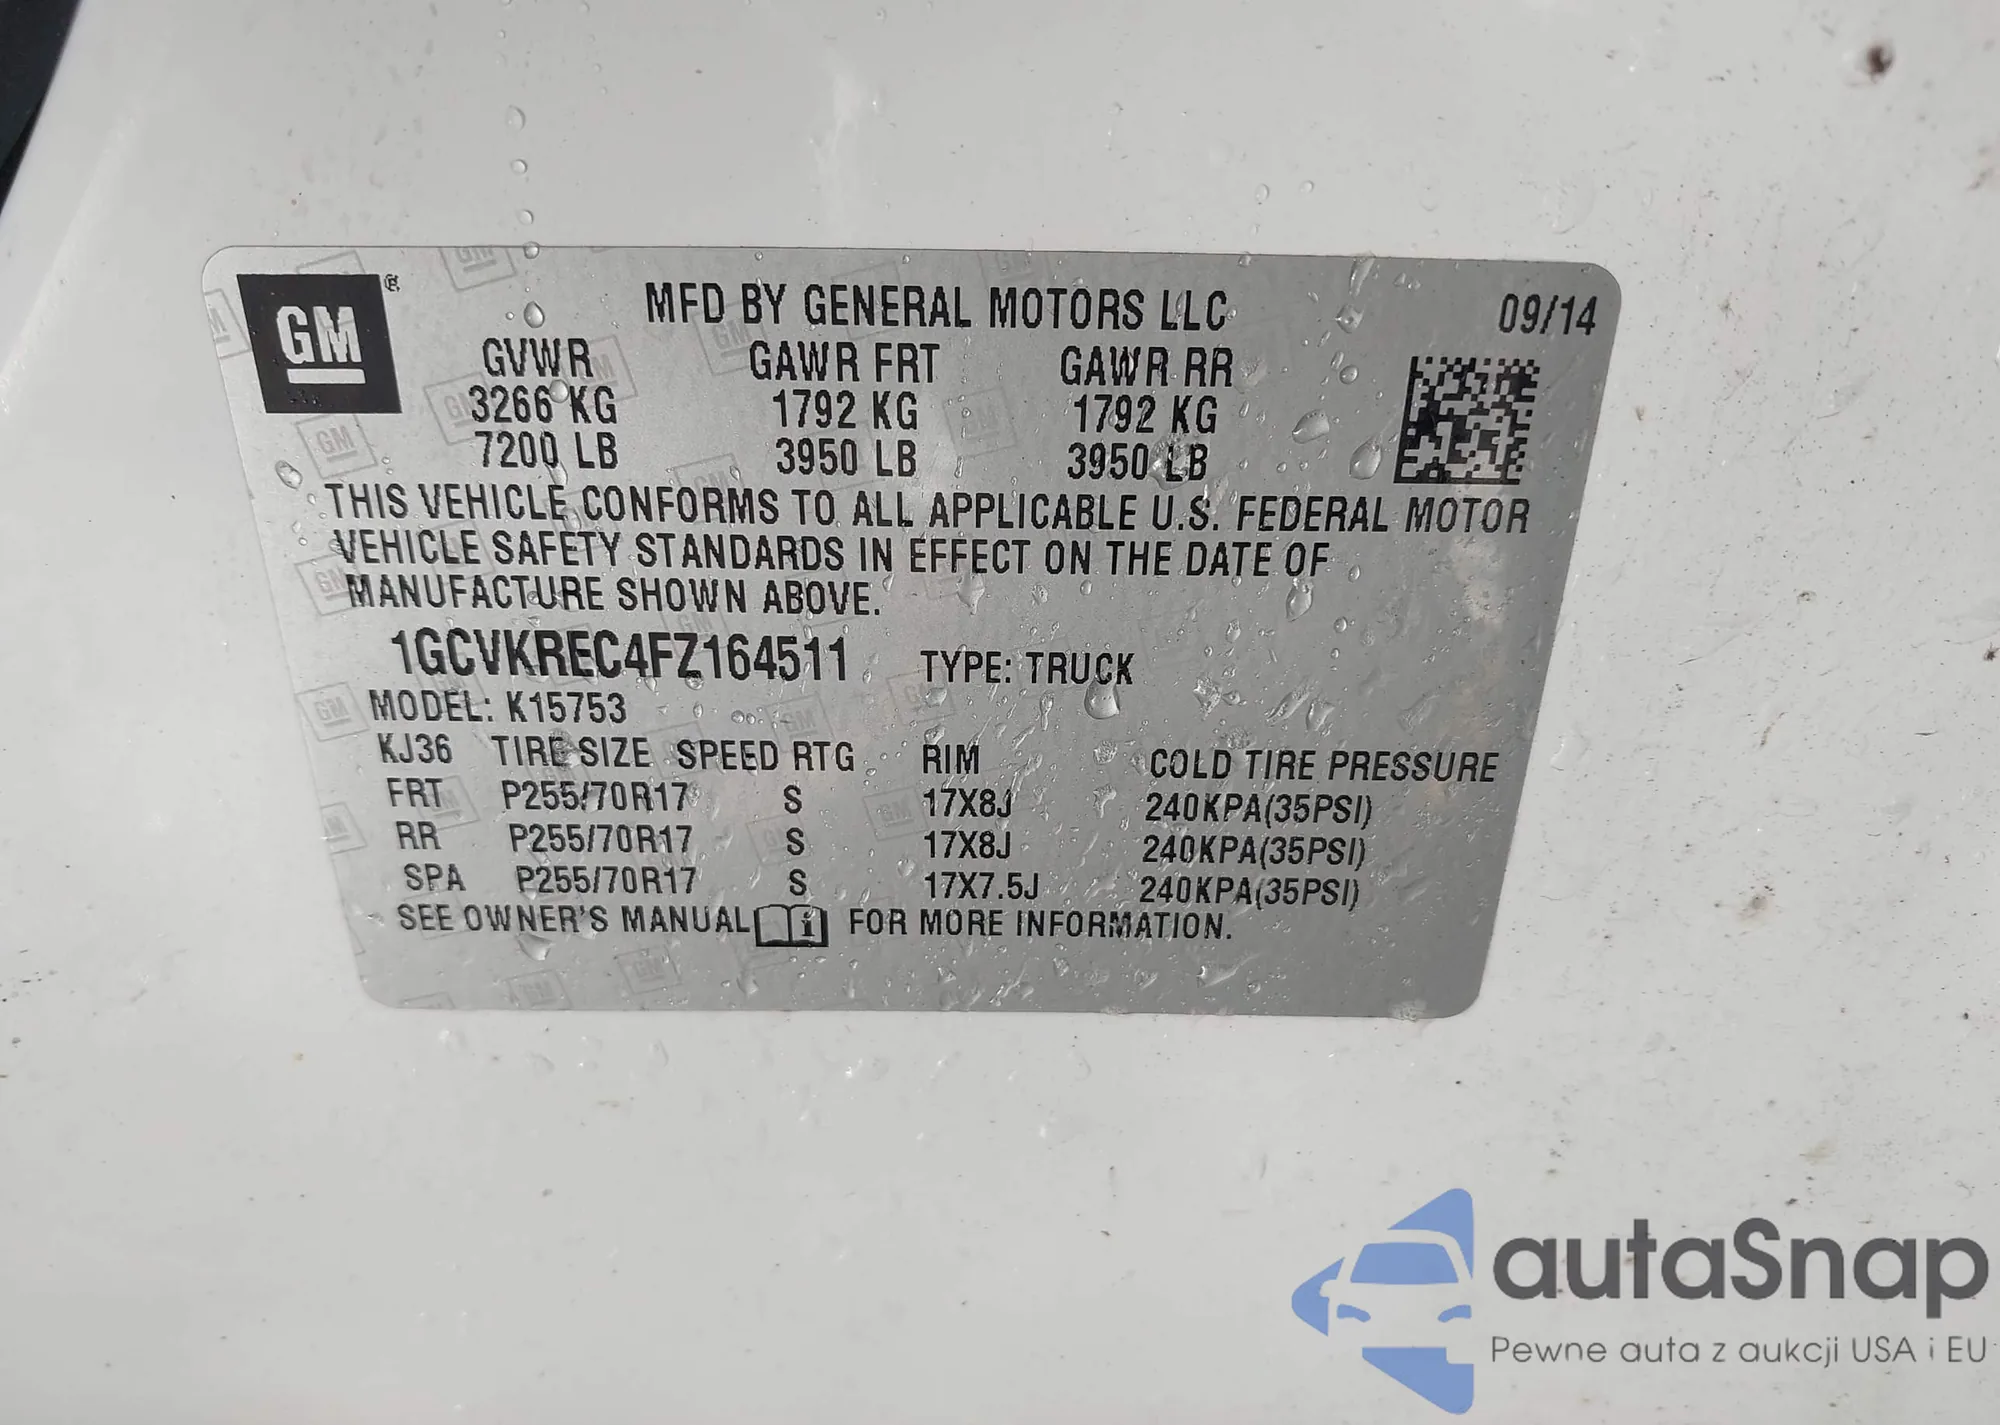 GM ®
MFD BY GENERAL MOTORS LLC 09/14
GVWR GAWR FRT GAWR RR
3266 KG 1792 KG 1792 KG
7200 LB 3950 LB 3950 LB
THIS VEHICLE CONFORMS TO ALL APPLICABLE U.S. FEDERAL MOTOR
VEHICLE SAFETY STANDARDS IN EFFECT ON THE DATE OF
MANUFACTURE SHOWN ABOVE.
1GCVKREC4FZ164511 TYPE: TRUCK
MODEL: K15753
KJ36 TIRE SIZE SPEED RTG RIM COLD TIRE PRESSURE
FRT P255/70R17 S 17X8J 240KPA(35PSI)
RR P255/70R17 S 17X8J 240KPA(35PSI)
SPA P255/70R17 S 17X7.5J 240KPA(35PSI)
SEE OWNER'S MANUAL FOR MORE INFORMATION.
autaSnap
Pewne auta z aukcji USA i EU